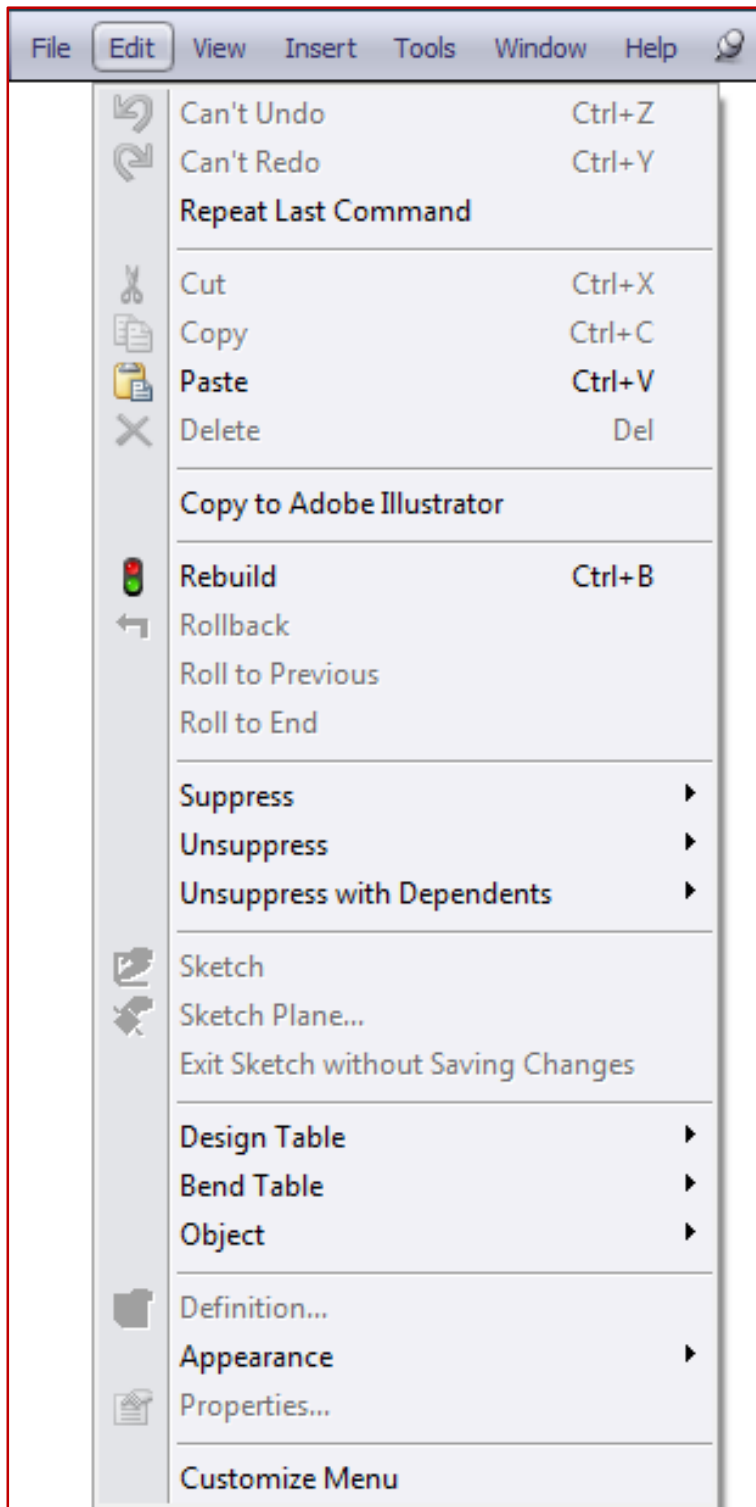 File Edit View Insert Tools Window Help
Can't Undo Ctrl+Z
Can't Redo Ctrl+Y
Repeat Last Command
Cut Ctrl+X
Copy Ctrl+C
Paste Ctrl+V
Delete Del
Copy to Adobe Illustrator
Rebuild Ctrl+B
Rollback
Roll to Previous
Roll to End
Suppress
Unsuppress
Unsuppress with Dependents
Sketch
Sketch Plane...
Exit Sketch without Saving Changes
Design Table
Bend Table
Object
Definition...
Appearance
Properties...
Customize Menu